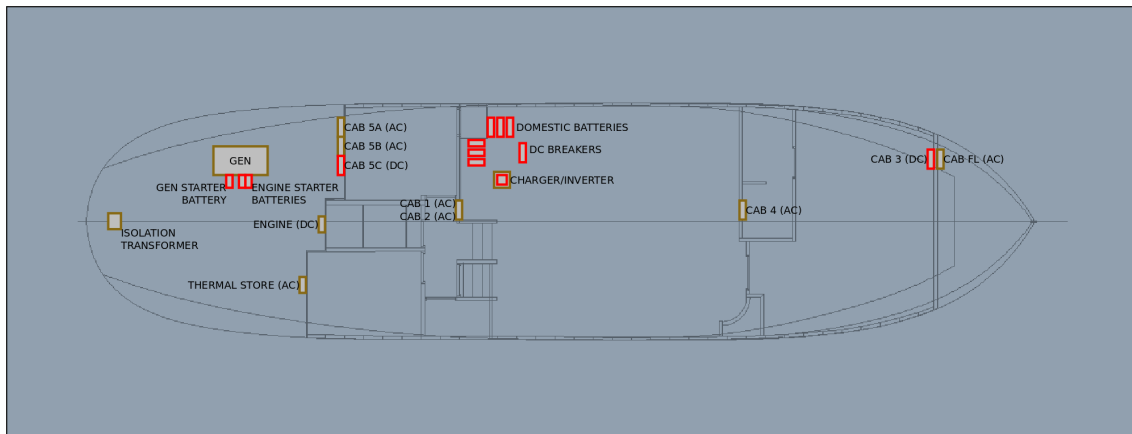 CAB 5A (AC)
CAB 5B (AC)
CAB 5C (DC)
GEN
GEN STARTER
BATTERY
ENGINE STARTER
BATTERIES
ISOLATION
TRANSFORMER
ENGINE (DC)
THERMAL STORE (AC)
DOMESTIC BATTERIES
DC BREAKERS
CHARGER/INVERTER
CAB 1 (AC)
CAB 2 (AC)
CAB 4 (AC)
CAB 3 (DC)
CAB FL (AC)